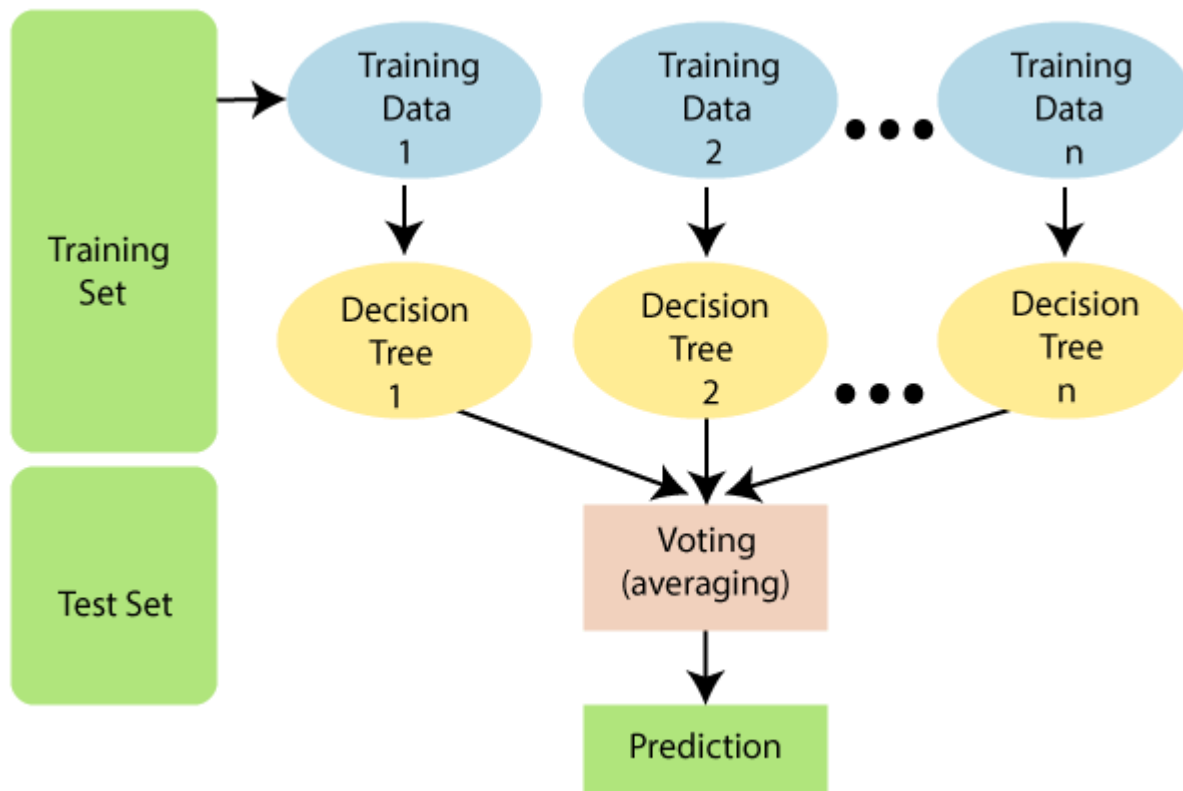 Training
Data
1
Training
Data
2
Training
Data
n
Training
Set
Decision
Tree
1
Decision
Tree
2
Decision
Tree
n
Voting
(averaging)
Test Set
Prediction